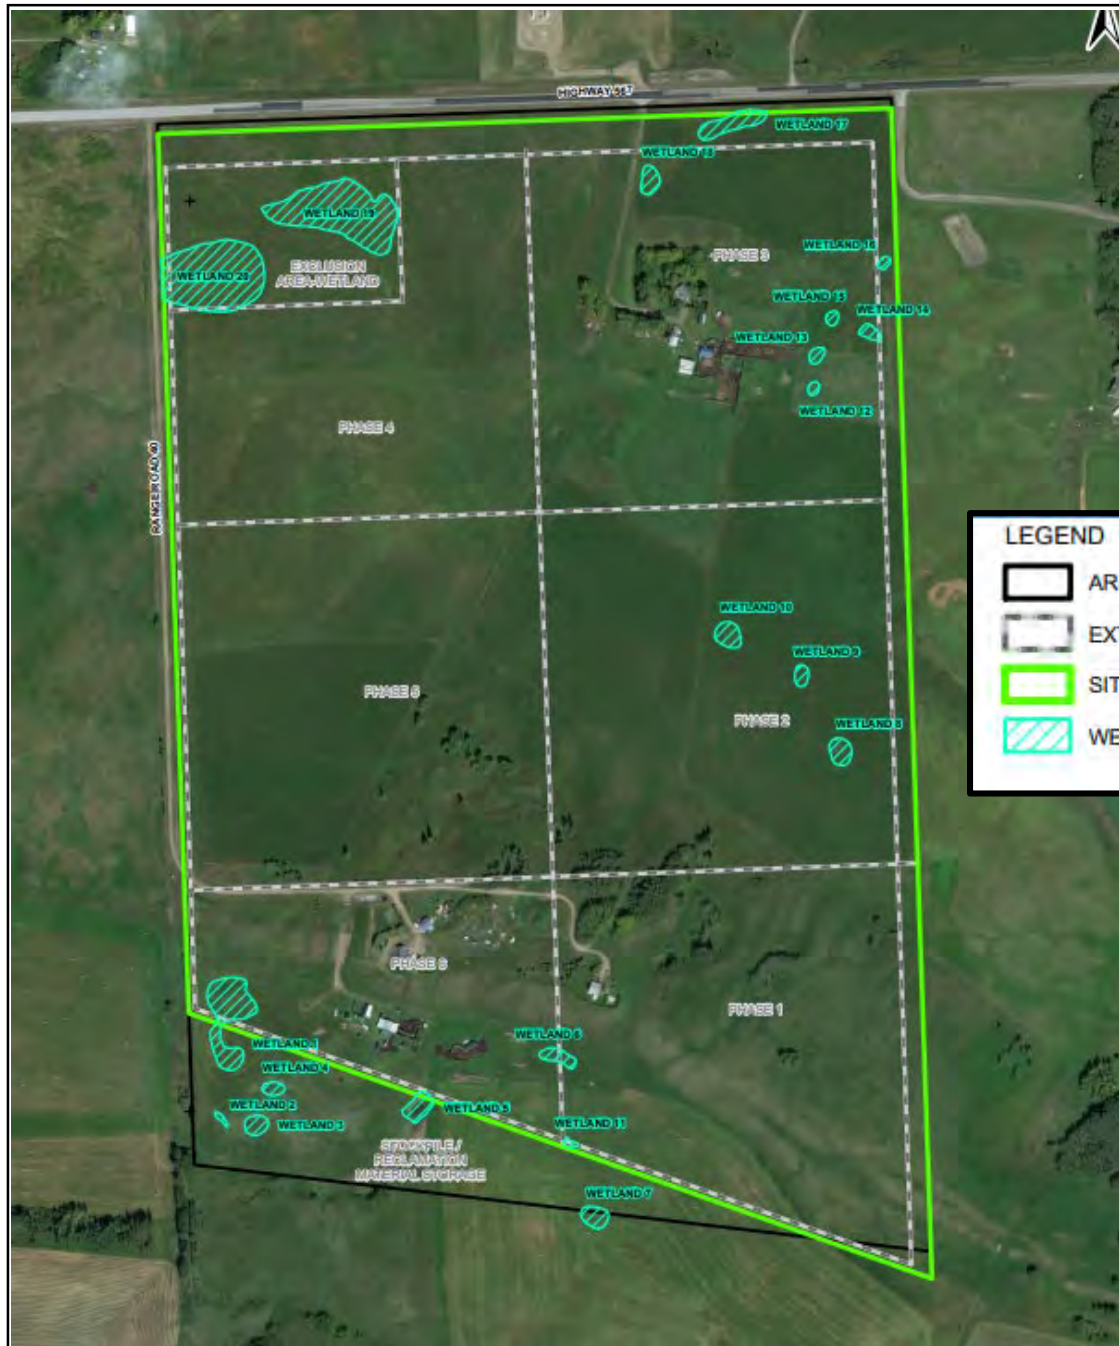 HIGHWAY 567
WETLAND 17
WETLAND 18
WETLAND 19
PHASE 3
WETLAND 16
EXCLUSION
AREA-WETLAND
WETLAND 20
WETLAND 15
WETLAND 14
WETLAND 13
WETLAND 12
PHASE 4
RANGE ROAD 40
LEGEND
AR
EXT
SIT
WE
WETLAND 10
WETLAND 9
PHASE 5
PHASE 2
WETLAND 8
PHASE 6
PHASE 1
WETLAND 6
WETLAND 1
WETLAND 4
WETLAND 2
WETLAND 3
WETLAND 5
WETLAND 11
STOCKPILE /
RECLAMATION
MATERIAL STORAGE
WETLAND 7